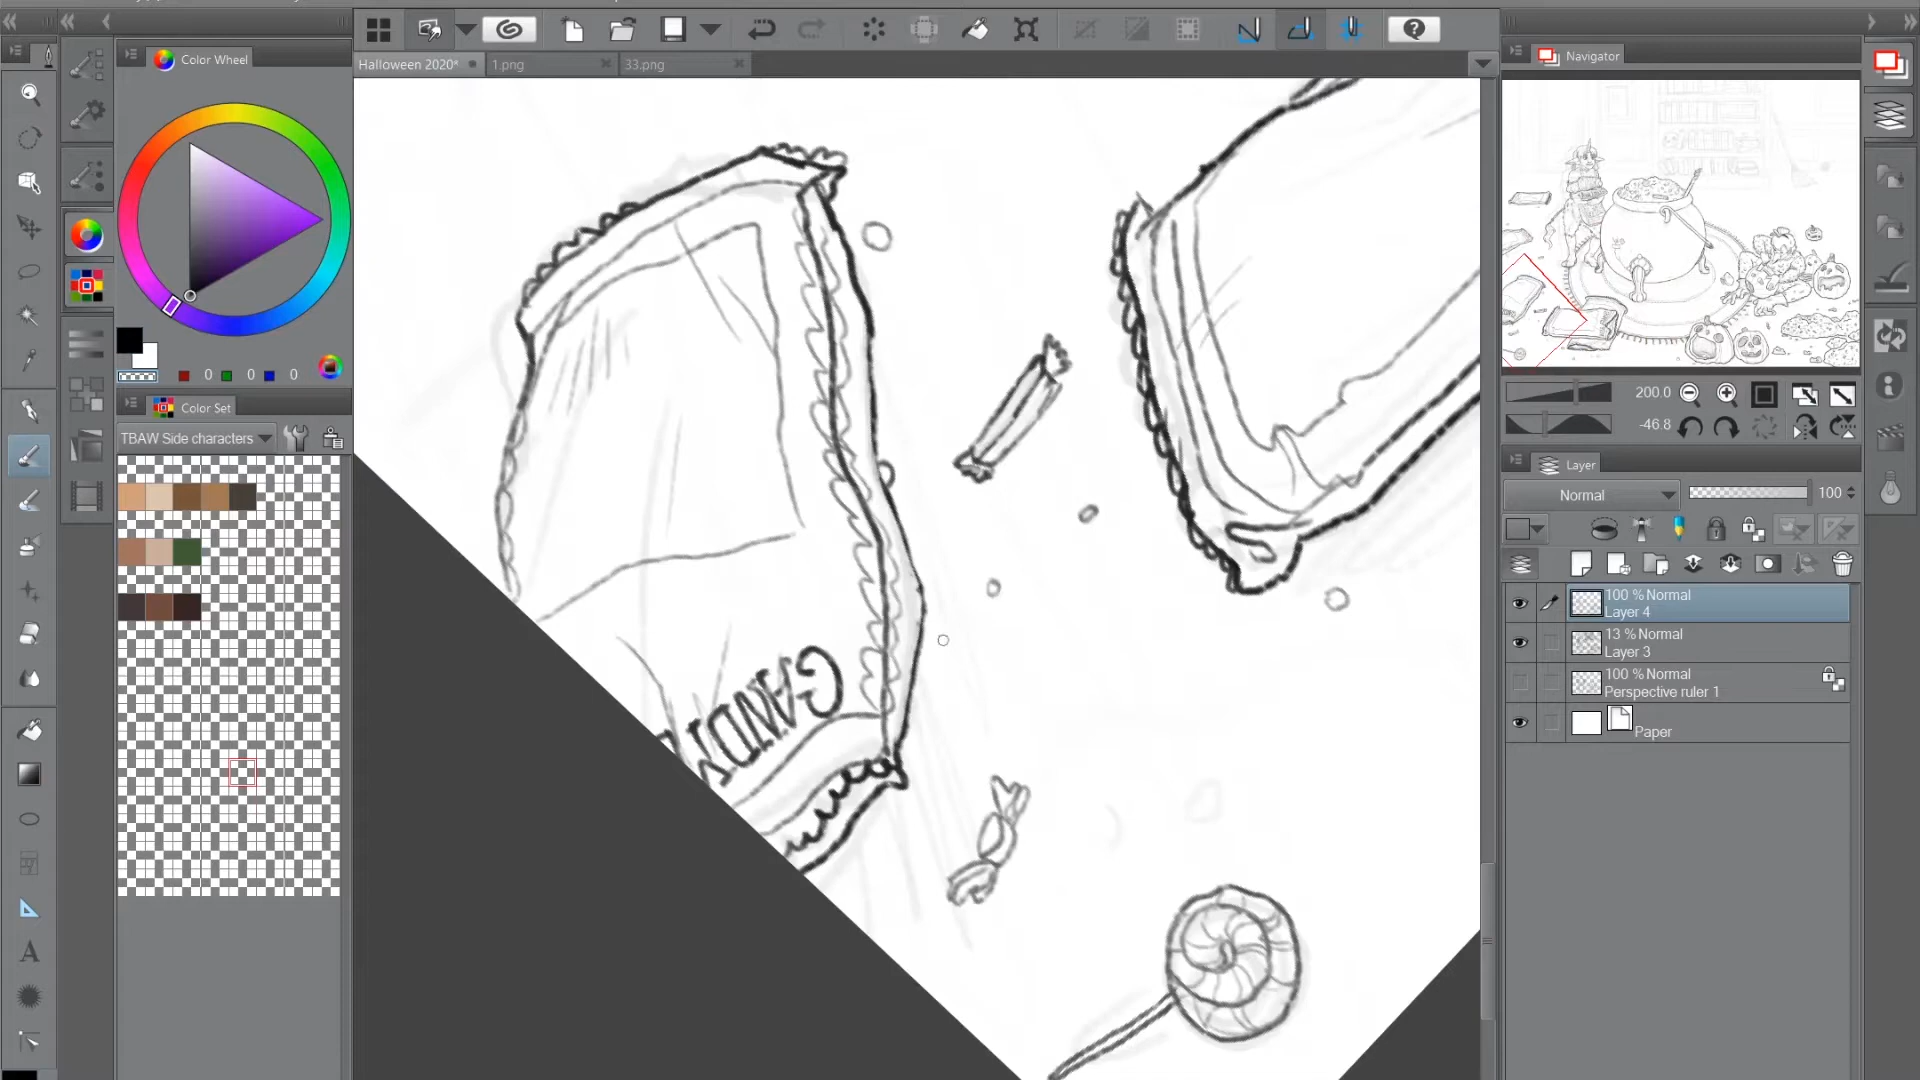 Color Wheel
Halloween 2020*
1.png
33.png
Navigator
0
0
0
Color Set
TBAW Side characters
200.0
-46.8
Layer
Normal
100
100 % Normal
Layer 4
13 % Normal
Layer 3
100 % Normal
Perspective ruler 1
Paper
A